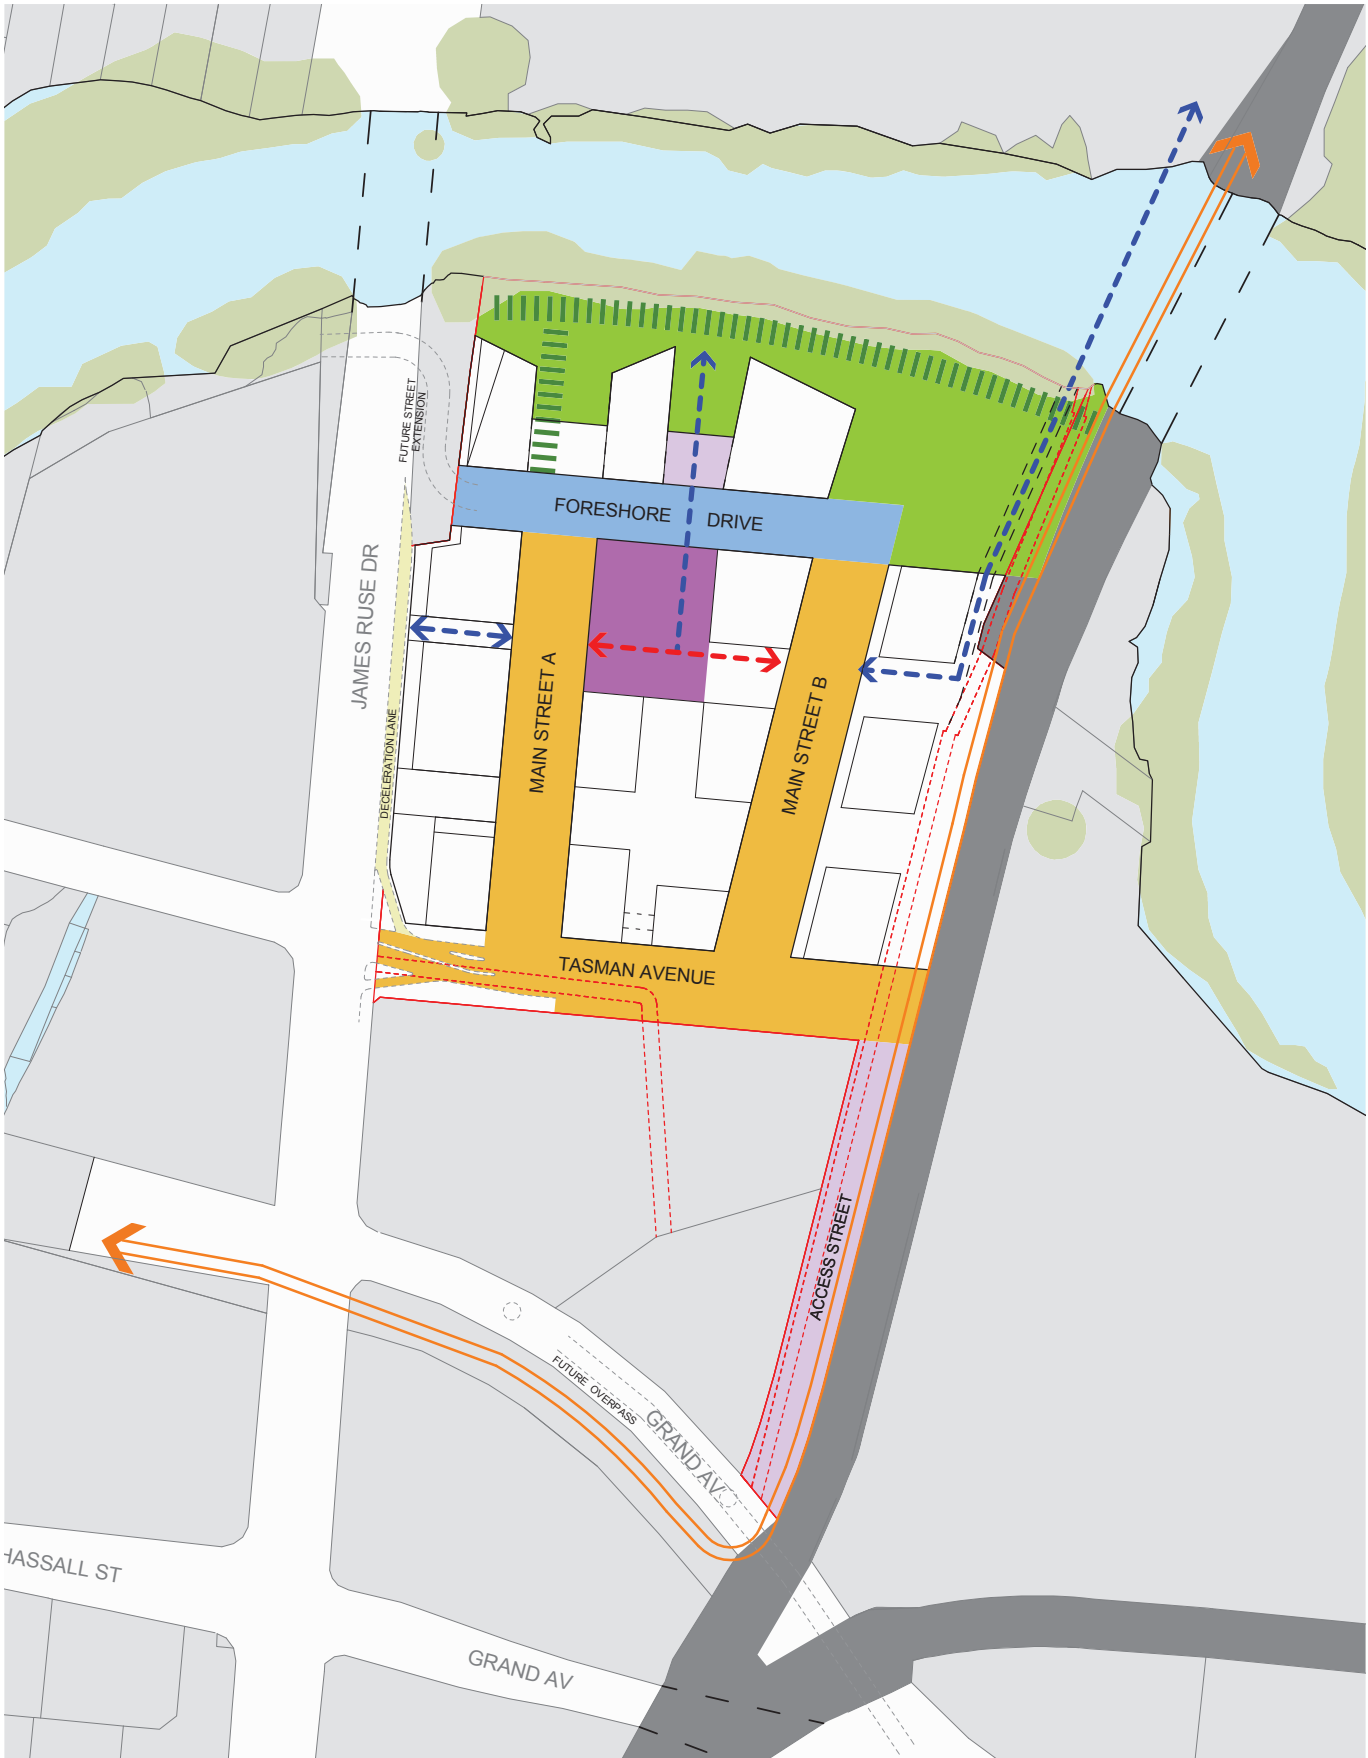 FUTURE STREET
EXTENSION
FORESHORE DRIVE
JAMES RUSE DR
DECELERATION LANE
MAIN STREET A
MAIN STREET B
TASMAN AVENUE
ACCESS STREET
FUTURE OVERPASS
GRAND AV
HASSALL ST
GRAND AV